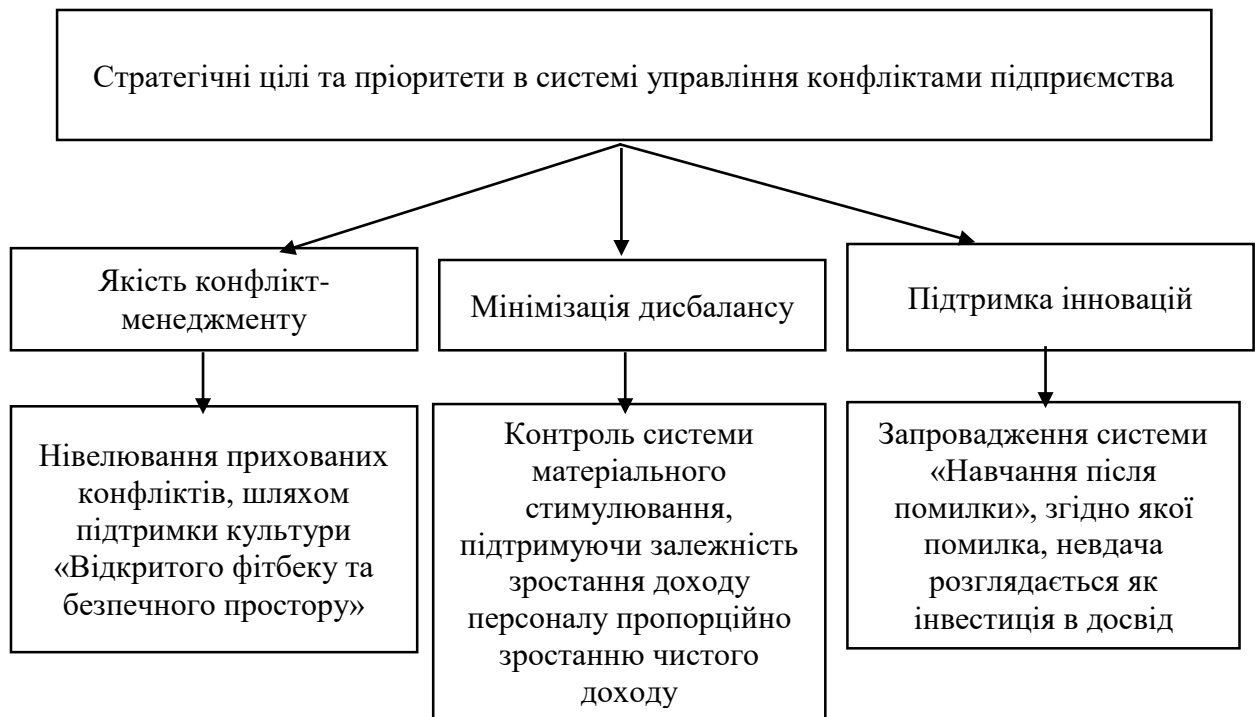 Стратегічні цілі та пріоритети в системі управління конфліктами підприємства
Якість конфлікт-
менеджменту
Мінімізація дисбалансу
Підтримка інновацій
Нівелювання прихованих
конфліктів, шляхом
підтримки культури
«Відкритого фітбеку та
безпечного простору»
Контроль системи
матеріального
стимулювання,
підтримуючи залежність
зростання доходу
персоналу пропорційно
зростанню чистого
доходу
Запровадження системи
«Навчання після
помилки», згідно якої
помилка, невдача
розглядається як
інвестиція в досвід